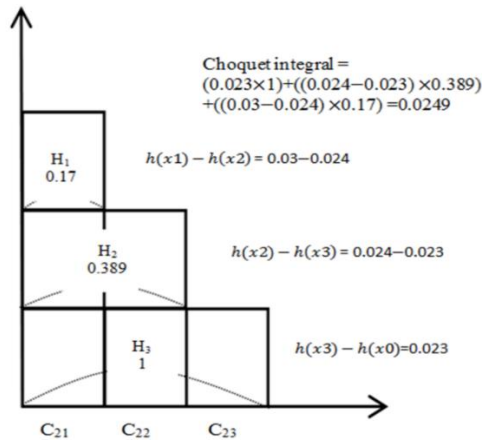 Choquet integral =
(0.023×1)+((0.024−0.023) ×0.389)
+((0.03−0.024) ×0.17) =0.0249
H₁
0.17
h(x1) − h(x2) = 0.03−0.024
H₂
0.389
h(x2) − h(x3) = 0.024−0.023
H₃
1
h(x3) − h(x0)=0.023
C₂₁ C₂₂ C₂₃